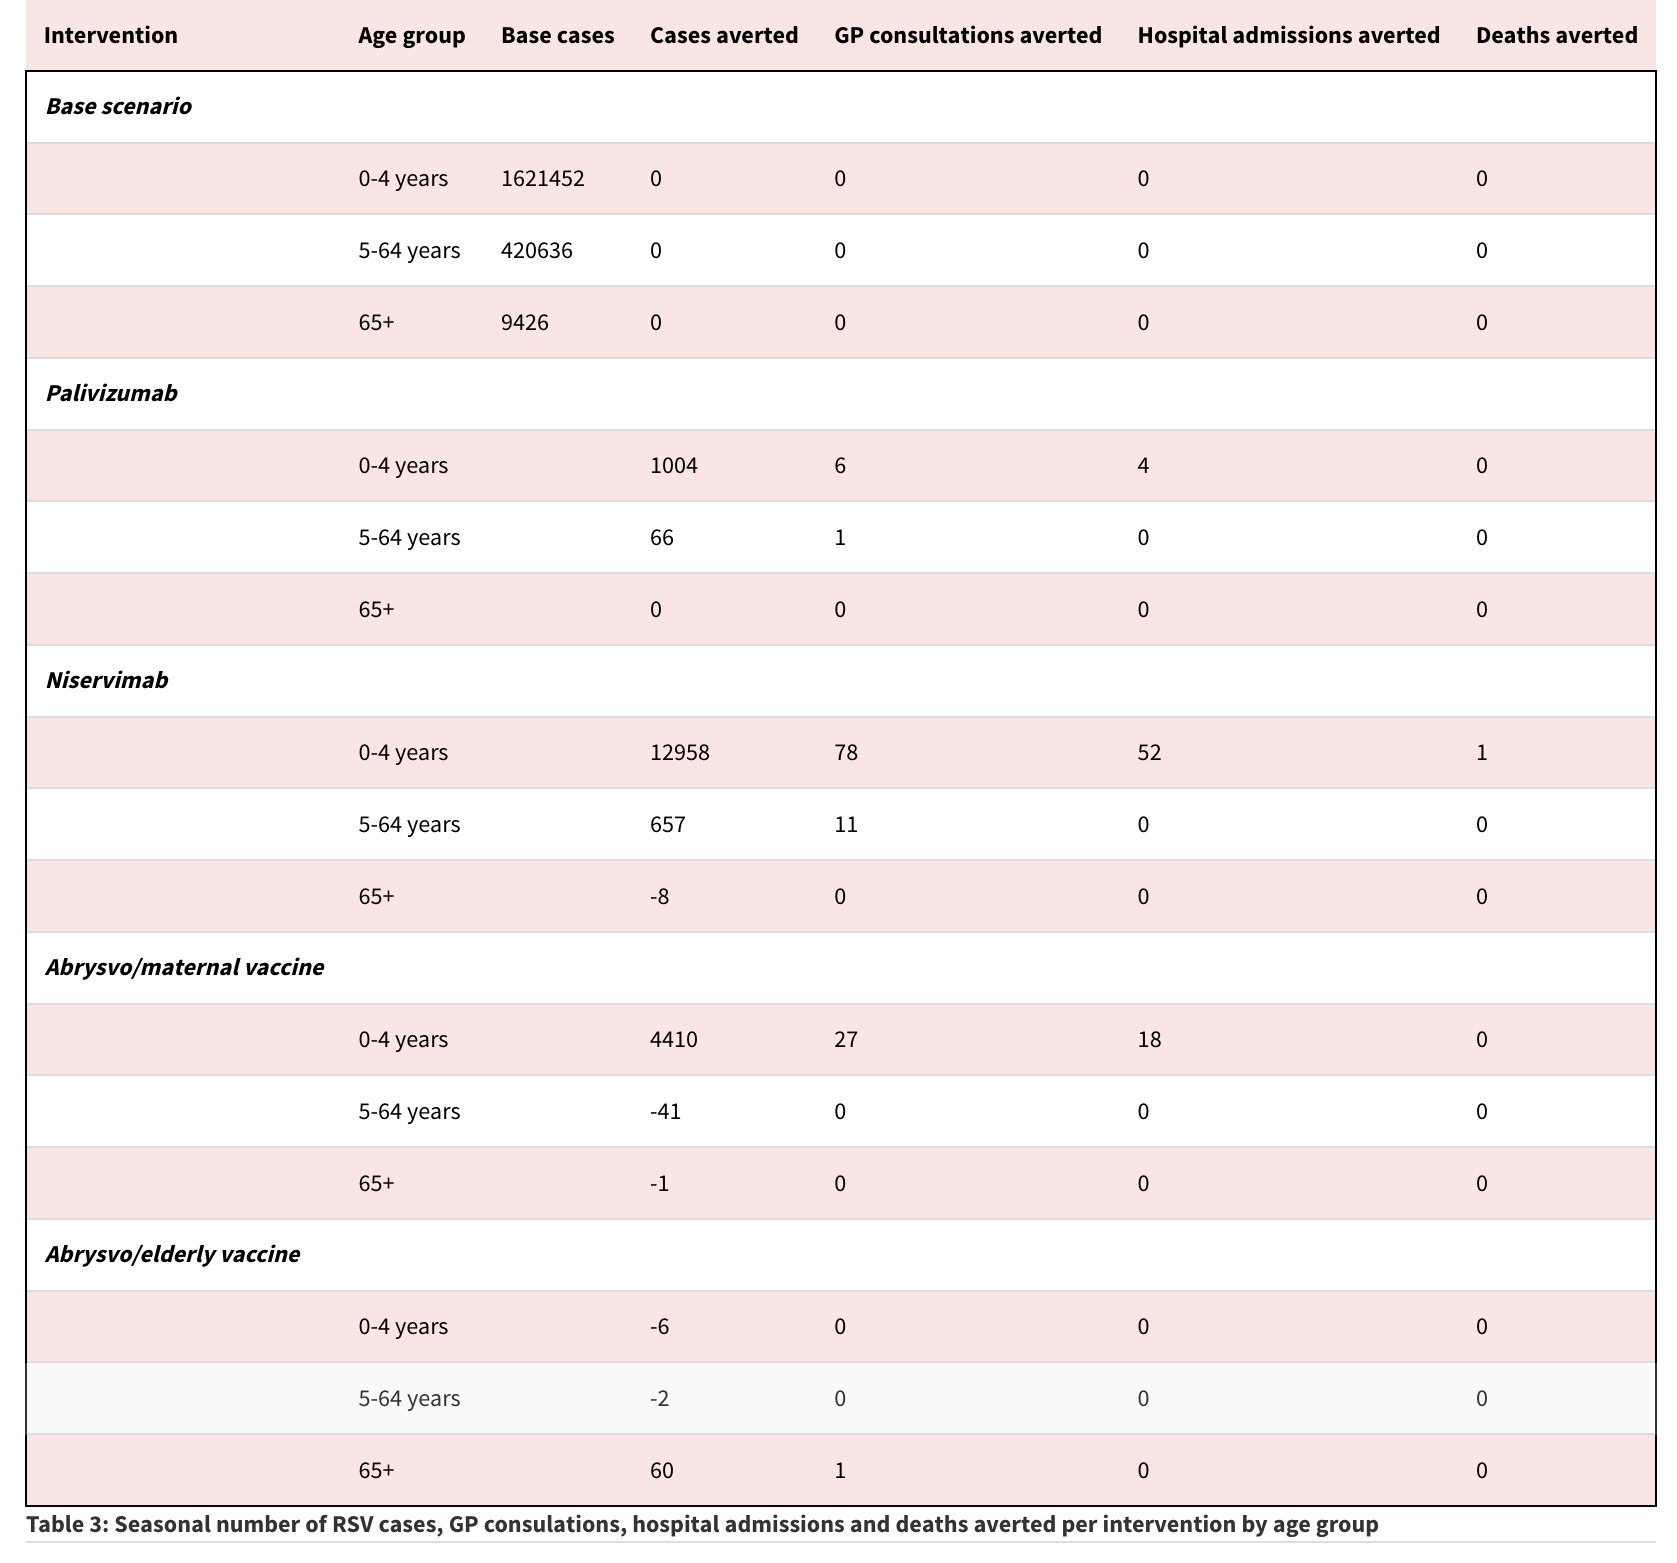 Intervention Age group Base cases Cases averted GP consultations averted Hospital admissions averted Deaths averted
Base scenario
0-4 years 1621452 0 0 0 0
5-64 years 420636 0 0 0 0
65+ 9426 0 0 0 0
Palivizumab
0-4 years 1004 6 4 0
5-64 years 66 1 0 0
65+ 0 0 0 0
Niservimab
0-4 years 12958 78 52 1
5-64 years 657 11 0 0
65+ -8 0 0 0
Abrysvo/maternal vaccine
0-4 years 4410 27 18 0
5-64 years -41 0 0 0
65+ -1 0 0 0
Abrysvo/elderly vaccine
0-4 years -6 0 0 0
5-64 years -2 0 0 0
65+ 60 1 0 0
Table 3: Seasonal number of RSV cases, GP consulations, hospital admissions and deaths averted per intervention by age group